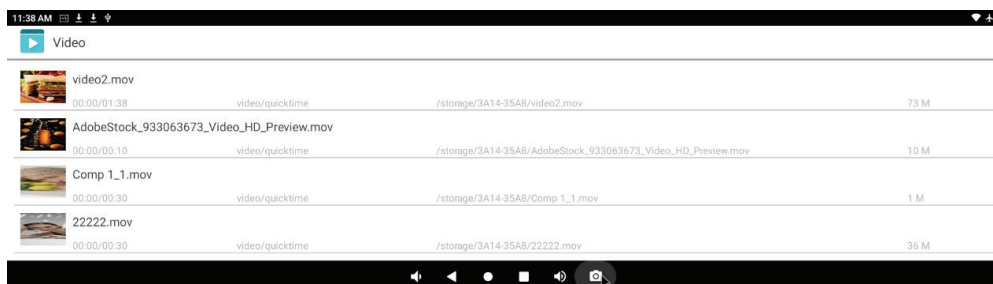 11:38 AM
Video
video2.mov
00:00/01:38 video/quicktime /storage/3A14-35A8/video2.mov 73 M
AdobeStock_933063673_Video_HD_Preview.mov
00:00/00:10 video/quicktime /storage/3A14-35A8/AdobeStock_933063673_Video_HD_Preview.mov 10 M
Comp 1_1.mov
00:00/00:30 video/quicktime /storage/3A14-35A8/Comp 1_1.mov 1 M
22222.mov
00:00/00:30 video/quicktime /storage/3A14-35A8/22222.mov 36 M